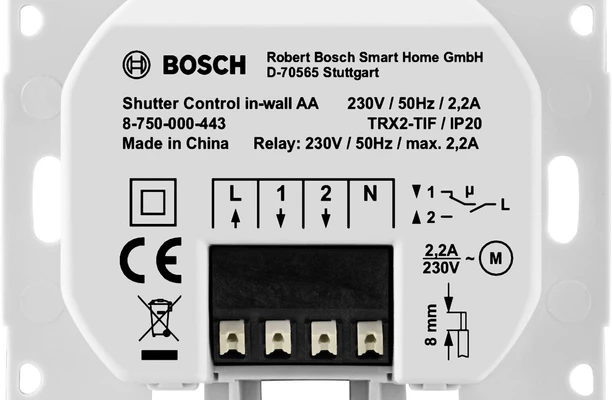 BOSCH
Robert Bosch Smart Home GmbH
D-70565 Stuttgart
Shutter Control in-wall AA 230V / 50Hz / 2,2A
8-750-000-443 TRX2-TIF / IP20
Made in China Relay: 230V / 50Hz / max. 2,2A
L 1 2 N
▼ 1 µ
▲ 2 L
CE
2,2A
230V ~ M
8 mm